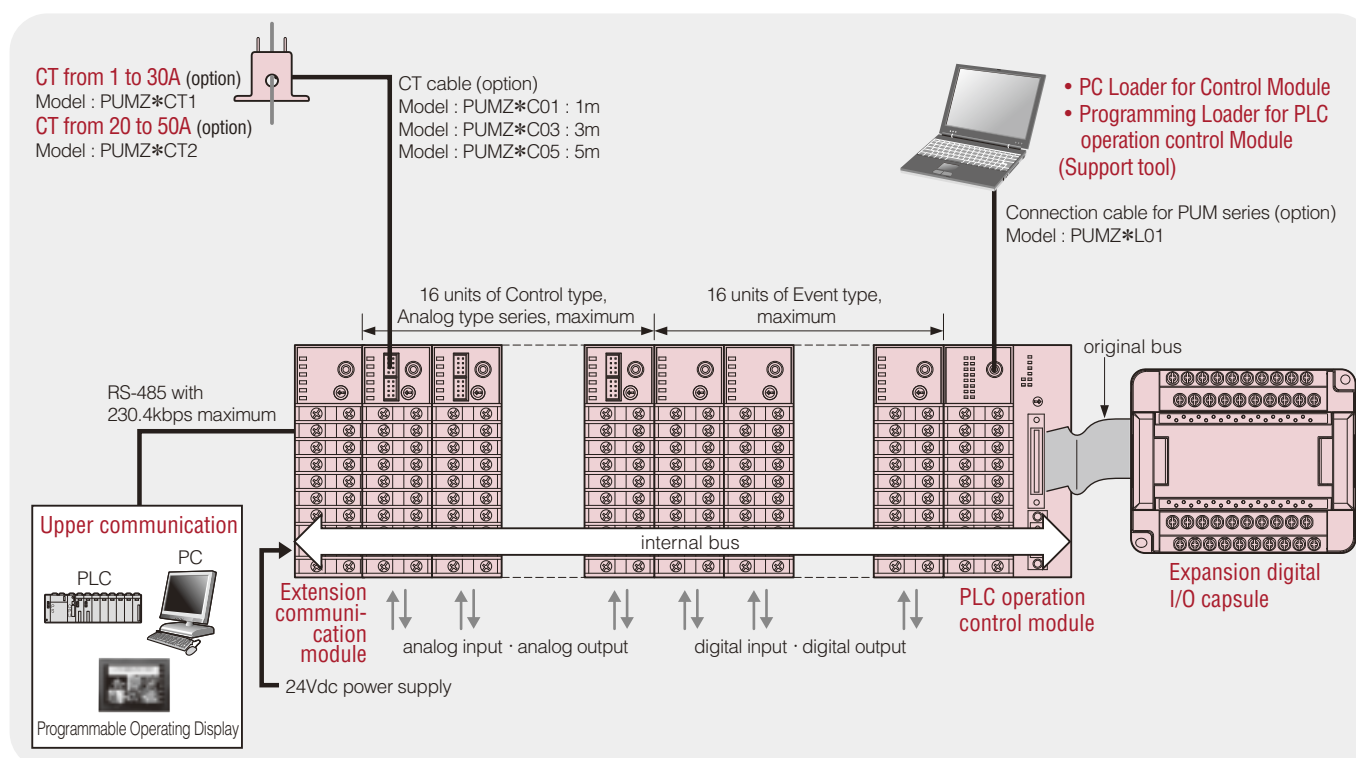 CT from 1 to 30A (option)
Model : PUMZ✱CT1
CT from 20 to 50A (option)
Model : PUMZ✱CT2
CT cable (option)
Model : PUMZ✱C01 : 1m
Model : PUMZ✱C03 : 3m
Model : PUMZ✱C05 : 5m
• PC Loader for Control Module
• Programming Loader for PLC
operation control Module
(Support tool)
Connection cable for PUM series (option)
Model : PUMZ✱L01
16 units of Control type,
Analog type series, maximum
16 units of Event type,
maximum
original bus
RS-485 with
230.4kbps maximum
Upper communication
PC
PLC
Programmable Operating Display
internal bus
Extension
communi-
cation
module
analog input · analog output
digital input · digital output
PLC operation
control module
Expansion digital
I/O capsule
24Vdc power supply